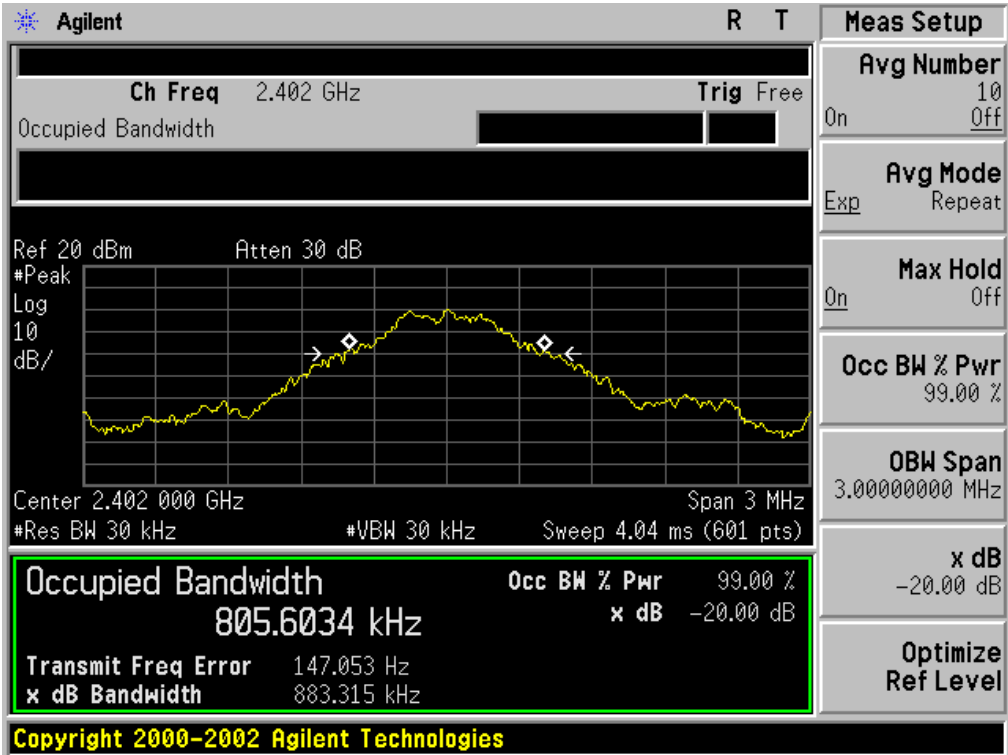 Agilent R T
Ch Freq 2.402 GHz Trig Free
Occupied Bandwidth
Ref 20 dBm Atten 30 dB
#Peak
Log
10
dB/
Center 2.402 000 GHz Span 3 MHz
#Res BW 30 kHz #VBW 30 kHz Sweep 4.04 ms (601 pts)
Occupied Bandwidth Occ BW % Pwr 99.00 %
805.6034 kHz x dB -20.00 dB
Transmit Freq Error 147.053 Hz
x dB Bandwidth 883.315 kHz
Copyright 2000-2002 Agilent Technologies
Meas Setup
Avg Number
10
On Off
Avg Mode
Exp Repeat
Max Hold
On Off
Occ BW % Pwr
99.00 %
OBW Span
3.00000000 MHz
x dB
-20.00 dB
Optimize
Ref Level